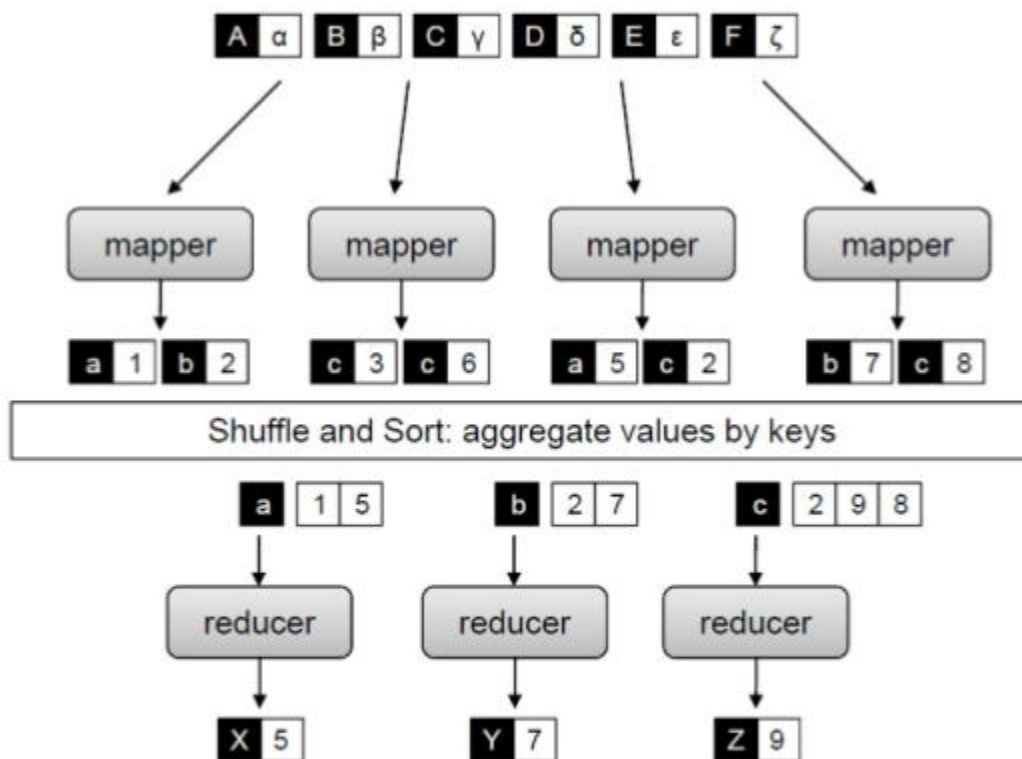 A α B β C γ D δ E ε F ζ
mapper mapper mapper mapper
a 1 b 2 c 3 c 6 a 5 c 2 b 7 c 8
Shuffle and Sort: aggregate values by keys
a 1 5 b 2 7 c 2 9 8
reducer reducer reducer
X 5 Y 7 Z 9